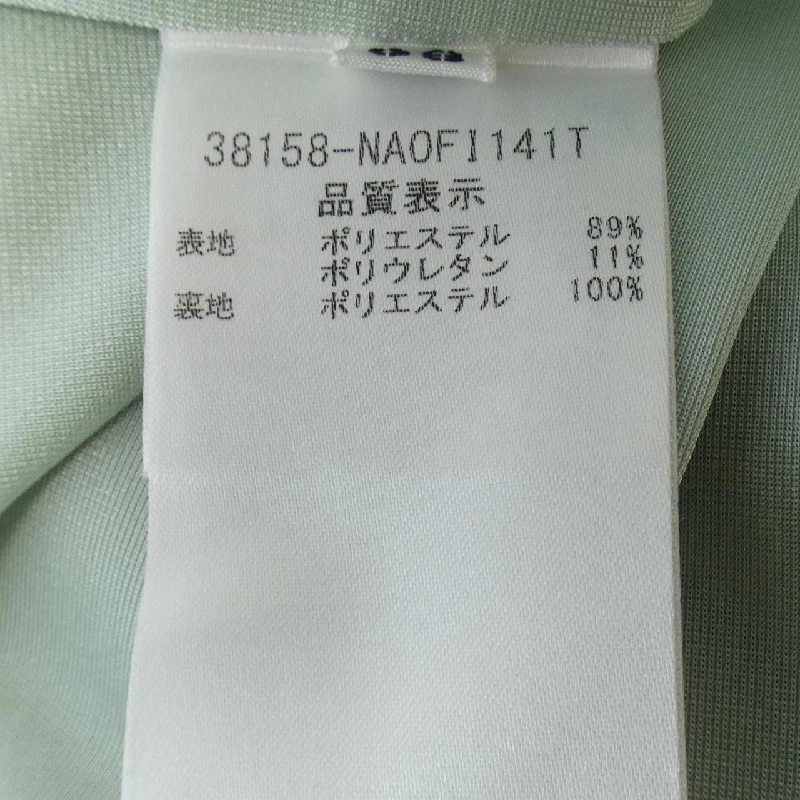 38158-NAOFI141T
品質表示
表地 ポリエステル 89%
ポリウレタン 11%
裏地 ポリエステル 100%